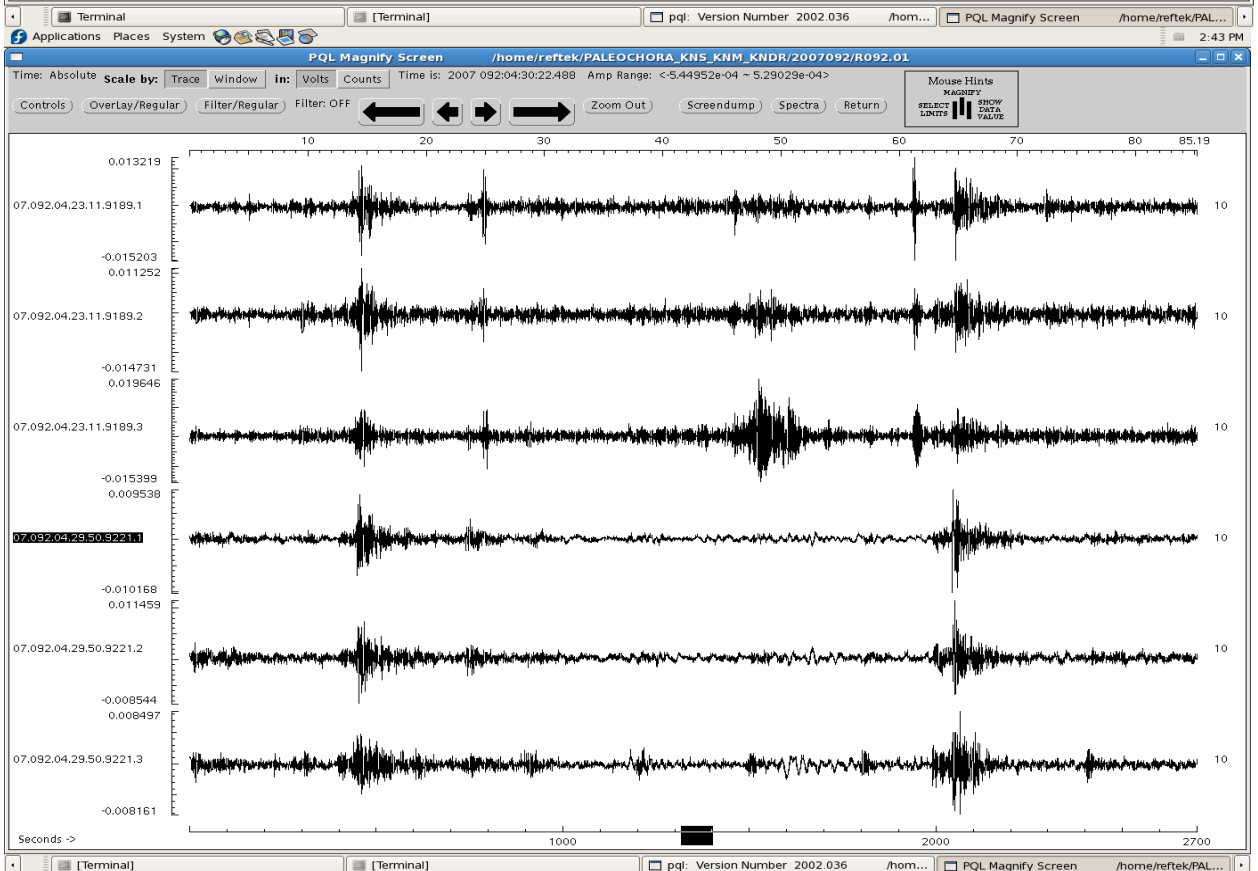 Terminal [Terminal] pql: Version Number 2002.036 /hom... PQL Magnify Screen /home/reftek/PAL...
Applications Places System 2:43 PM
PQL Magnify Screen /home/reftek/PALEOCHORA_KNS_KNM_KNDR/2007092/R092.01
Time: Absolute Scale by: Trace Window in: Volts Counts Time is: 2007 092:04:30:22.488 Amp Range: <-5.44952e-04 ~ 5.29029e-04>
Mouse Hints
MAGNIFY
SELECT LIMITS
SHOW DATA VALUE
Controls OverLay/Regular Filter/Regular Filter: OFF Zoom Out Screendump Spectra Return
10 20 30 40 50 60 70 80 85.19
0.013219
07.092.04.23.11.9189.1 10
-0.015203
0.011252
07.092.04.23.11.9189.2 10
-0.014731
0.019646
07.092.04.23.11.9189.3 10
-0.015399
0.009538
07.092.04.29.50.9221.1 10
-0.010168
0.011459
07.092.04.29.50.9221.2 10
-0.008544
0.008497
07.092.04.29.50.9221.3 10
-0.008161
Seconds -> 1000 2000 2700
[Terminal] [Terminal] pql: Version Number 2002.036 /hom... PQL Magnify Screen /home/reftek/PAL...